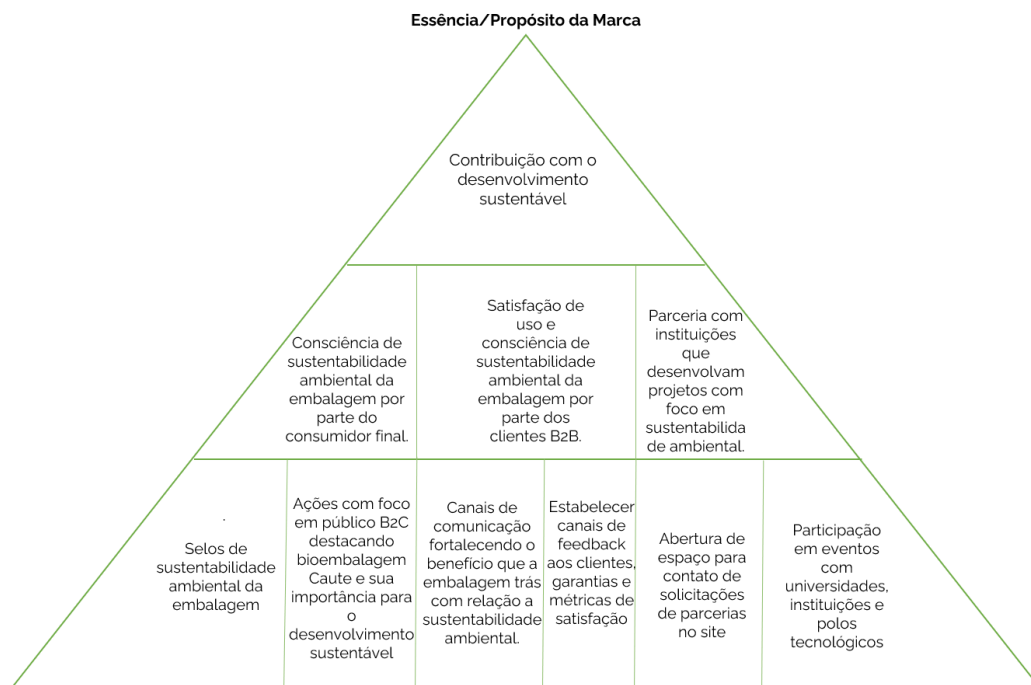 Essência/Propósito da Marca
Contribuição com o
desenvolvimento
sustentável
Consciência de
sustentabilidade
ambiental da
embalagem por
parte do
consumidor final.
Satisfação de
uso e
consciência de
sustentabilidade
ambiental da
embalagem por
parte dos
clientes B2B.
Parceria com
instituições
que
desenvolvam
projetos com
foco em
sustentabilida
de ambiental.
.
Selos de
sustentabilidade
ambiental da
embalagem
Ações com foco
em público B2C
destacando
bioembalagem
Caute e sua
importância para
o
desenvolvimento
sustentável
Canais de
comunicação
fortalecendo o
benefício que a
embalagem trás
com relação a
sustentabilidade
ambiental.
Estabelecer
canais de
feedback
aos clientes,
garantias e
métricas de
satisfação
Abertura de
espaço para
contato de
solicitações
de parcerias
no site
Participação
em eventos
com
universidades,
instituições e
polos
tecnológicos